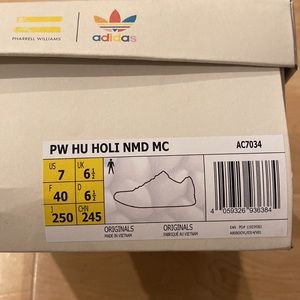 PHARRELL WILLIAMS
adidas
PW HU HOLI NMD MC
AC7034
US 7 UK 6½
F 40 D 6½
J 250 CHN 245
ORIGINALS
MADE IN VIETNAM
ORIGINALS
FABRIQUÉ AU VIETNAM
4 059326 936384